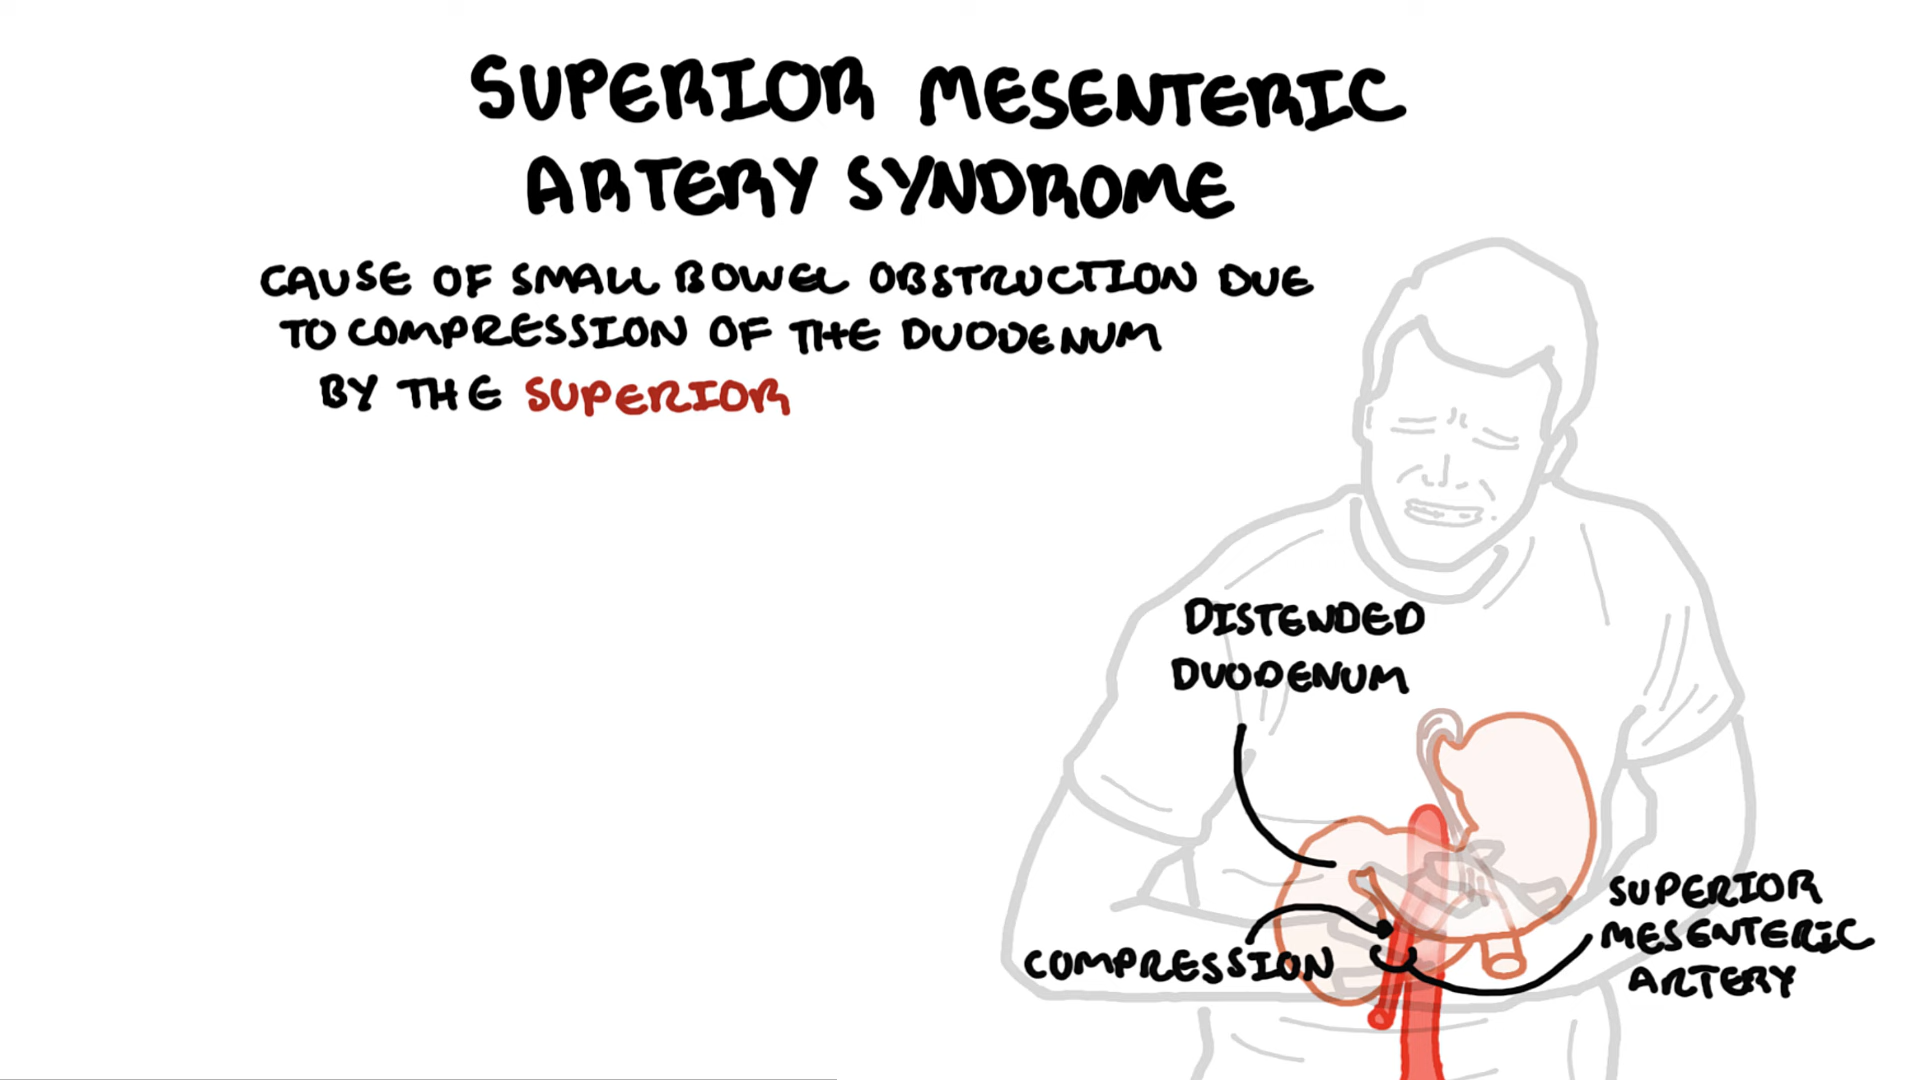 SUPERIOR MESENTERIC
ARTERY SYNDROME
CAUSE OF SMALL BOWEL OBSTRUCTION DUE
TO COMPRESSION OF THE DUODENUM
BY THE SUPERIOR
DISTENDED
DUODENUM
COMPRESSION
SUPERIOR
MESENTERIC
ARTERY